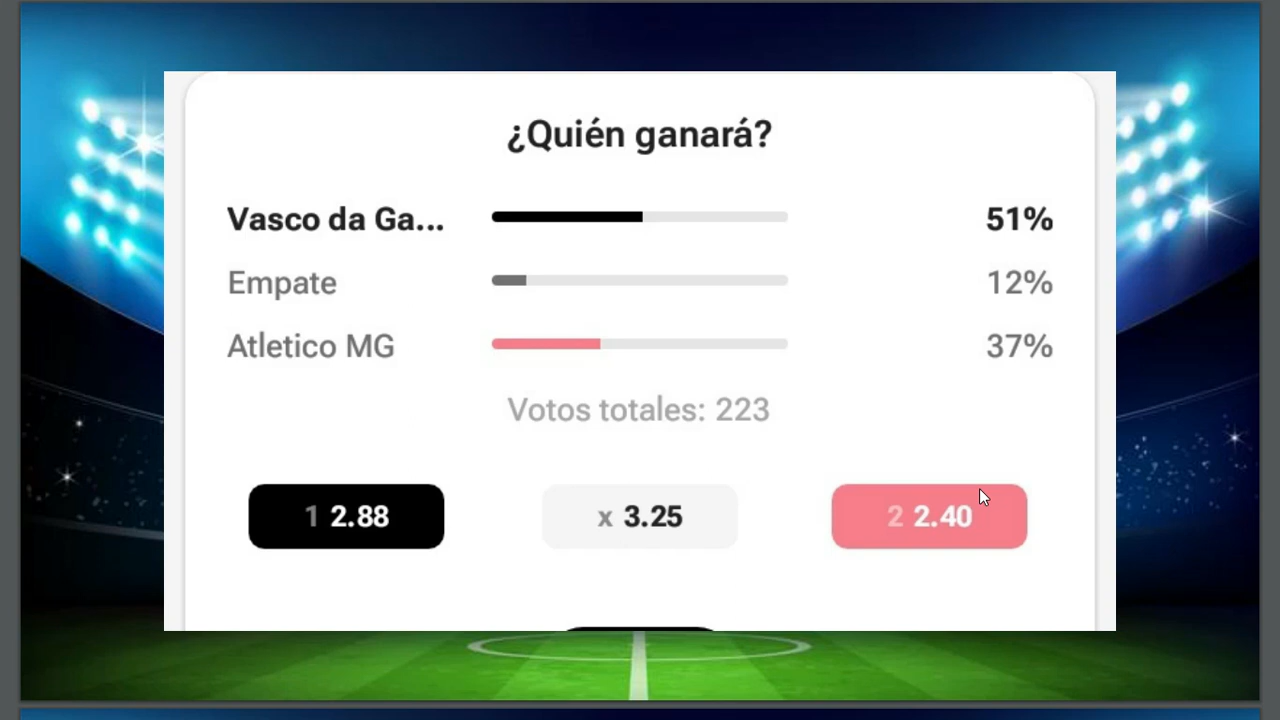 ¿Quién ganará?
Vasco da Ga... 51%
Empate 12%
Atletico MG 37%
Votos totales: 223
1 2.88 x 3.25 2 2.40